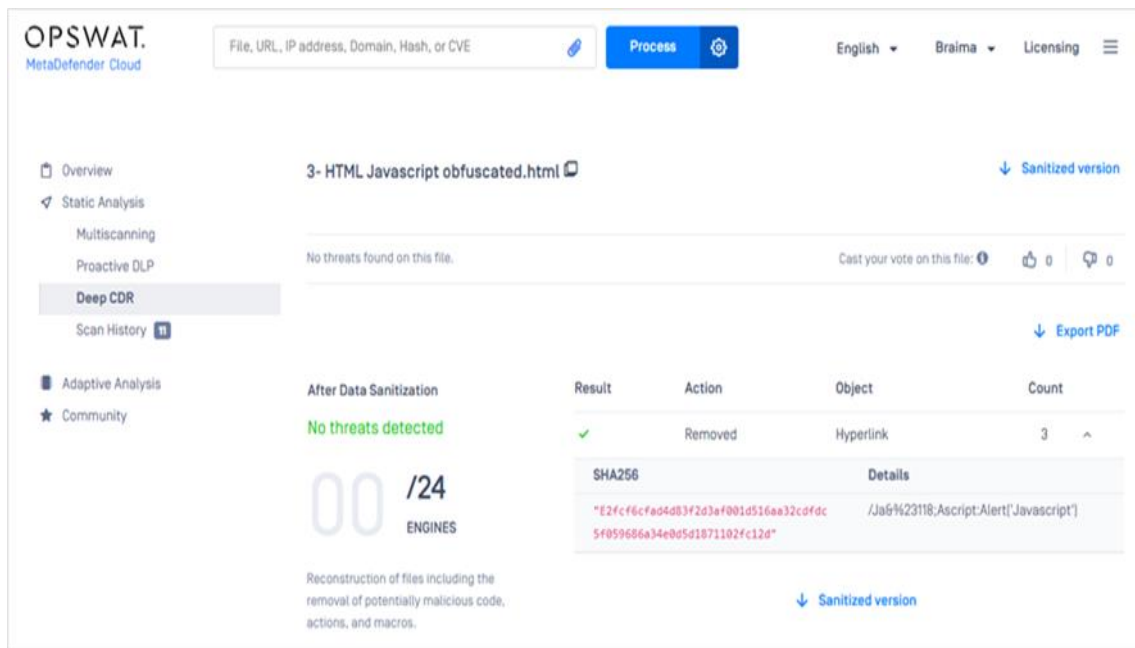 OPSWAT.
MetaDefender Cloud
File, URL, IP address, Domain, Hash, or CVE
Process
English
Braima
Licensing
Overview
Static Analysis
Multiscanning
Proactive DLP
Deep CDR
Scan History 11
Adaptive Analysis
Community
3- HTML Javascript obfuscated.html
Sanitized version
No threats found on this file.
Cast your vote on this file:
0
0
Export PDF
After Data Sanitization
No threats detected
00 /24
ENGINES
Reconstruction of files including the
removal of potentially malicious code,
actions, and macros.
Result Action Object Count
Removed Hyperlink 3
SHA256 Details
"E2fcf6cfad4d83f2d3af001d516aa32cdfdc
5f059686a34e0d5d1871102fc12d"
/Ja&%23118;Ascript:Alert('Javascript')
Sanitized version